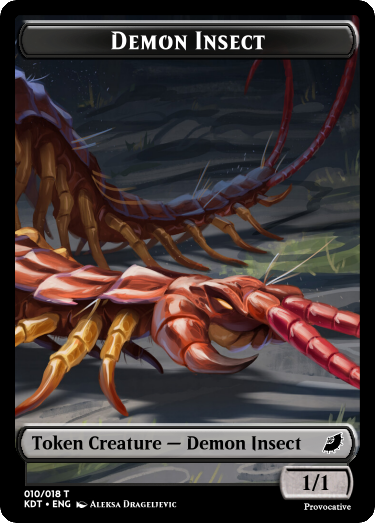 DEMON INSECT
Token Creature — Demon Insect
1/1
010/018 T
KDT • ENG ALEKSA DRAGELJEVIC
Provocative